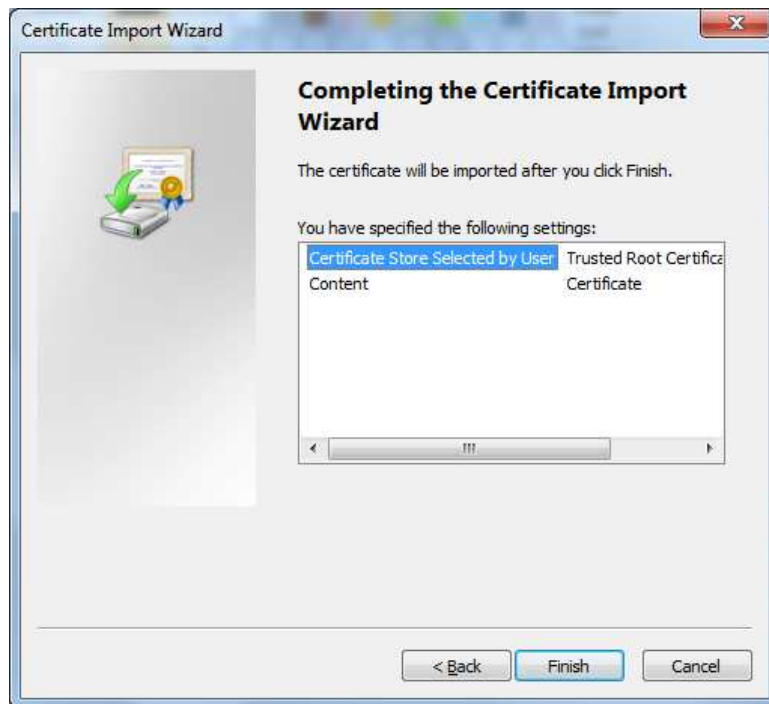 Certificate Import Wizard
Completing the Certificate Import
Wizard
The certificate will be imported after you click Finish.
You have specified the following settings:
Certificate Store Selected by User Trusted Root Certifica
Content Certificate
< Back Finish Cancel